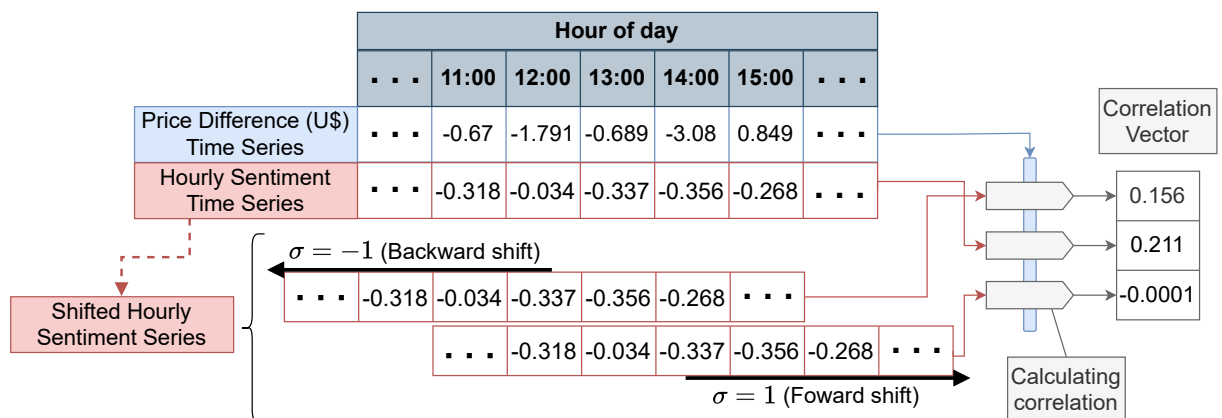 Hour of day
· · · 11:00 12:00 13:00 14:00 15:00 · · ·
Price Difference (U$)
Time Series
· · · -0.67 -1.791 -0.689 -3.08 0.849 · · ·
Hourly Sentiment
Time Series
· · · -0.318 -0.034 -0.337 -0.356 -0.268 · · ·
Correlation
Vector
0.156
0.211
-0.0001
σ = −1 (Backward shift)
· · · -0.318 -0.034 -0.337 -0.356 -0.268 · · ·
Shifted Hourly
Sentiment Series
· · · -0.318 -0.034 -0.337 -0.356 -0.268 · · ·
σ = 1 (Foward shift)
Calculating
correlation